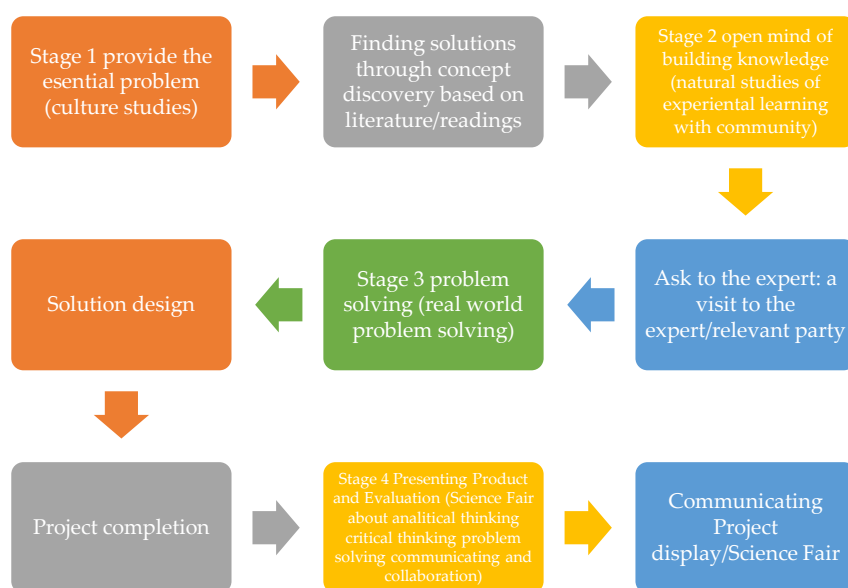 Stage 1 provide the
esential problem
(culture studies)
Finding solutions
through concept
discovery based on
literature/readings
Stage 2 open mind of
building knowledge
(natural studies of
experiental learning
with community)
Ask to the expert: a
visit to the
expert/relevant party
Stage 3 problem
solving (real world
problem solving)
Solution design
Project completion
Stage 4 Presenting Product
and Evaluation (Science Fair
about analitical thinking
critical thinking problem
solving communicating and
collaboration)
Communicating
Project
display/Science Fair